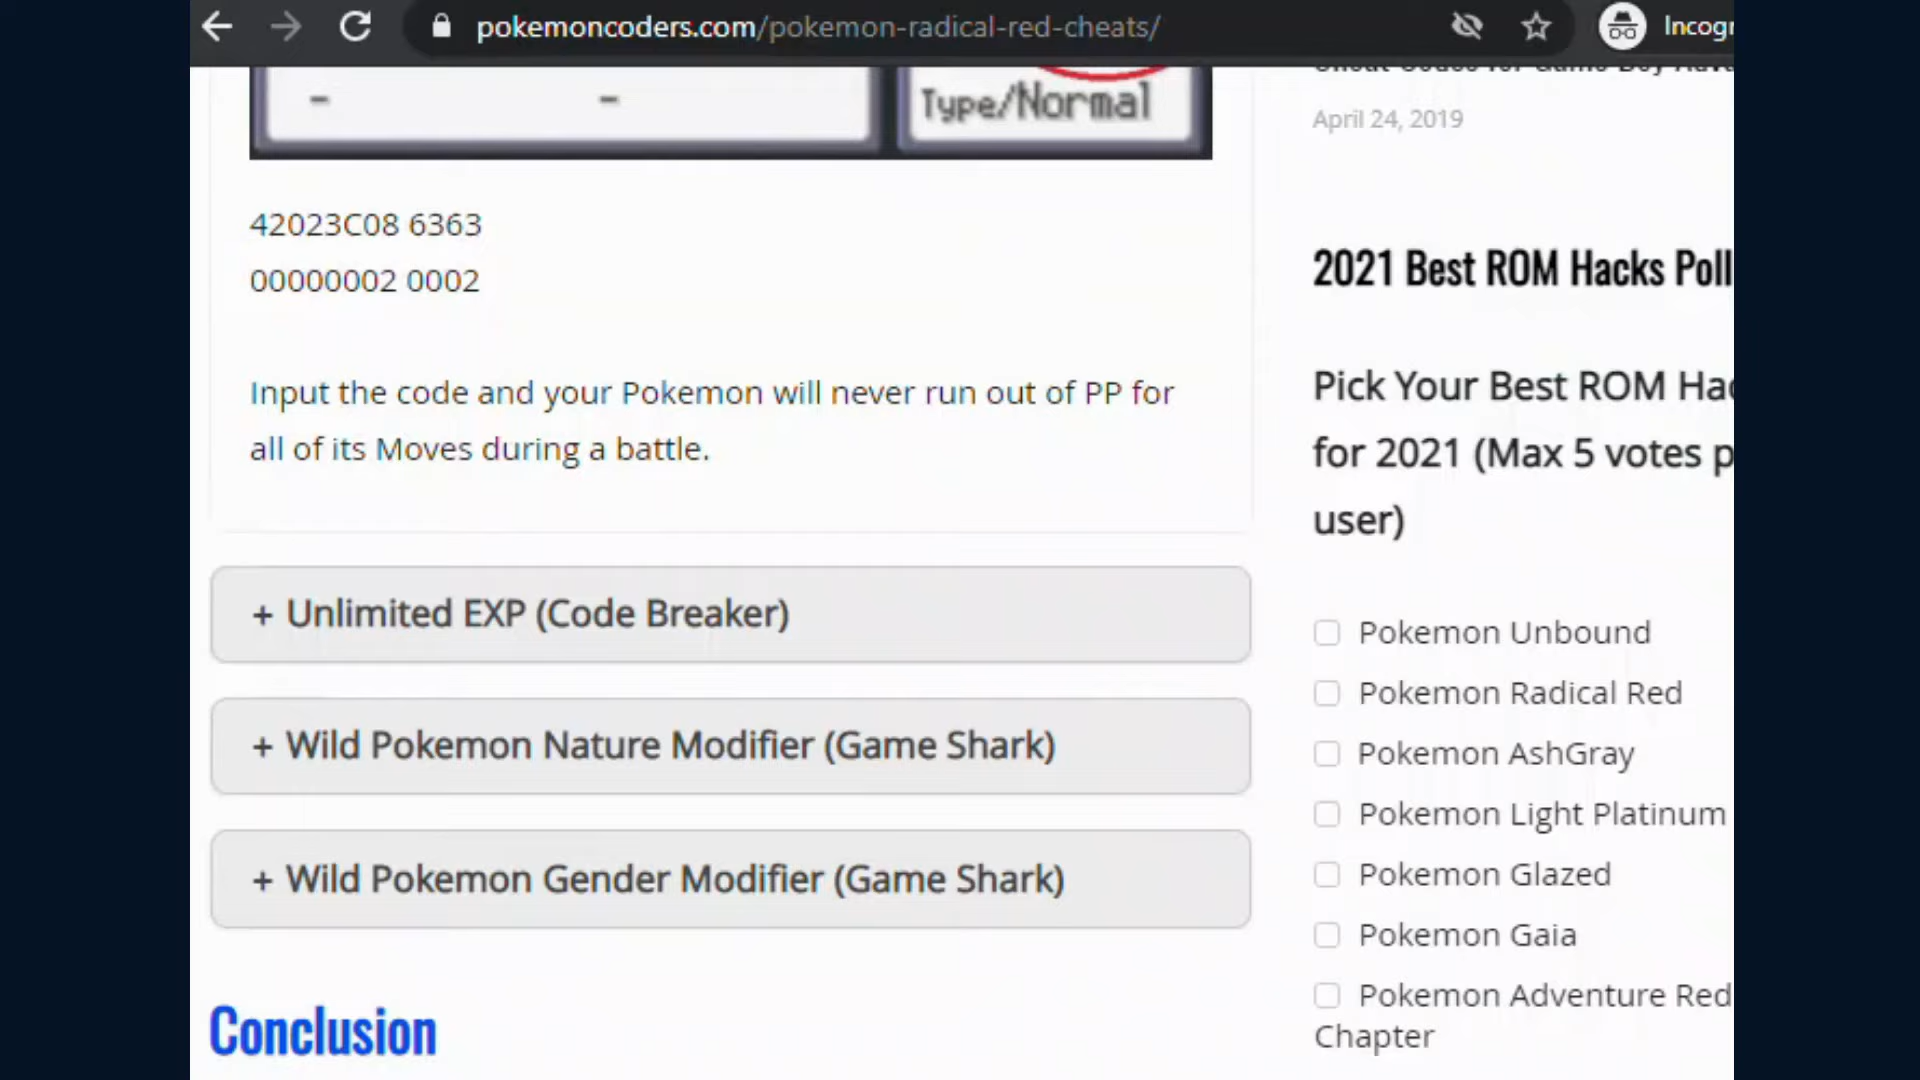 pokemoncoders.com/pokemon-radical-red-cheats/
Type/Normal
42023C08 6363
00000002 0002
Input the code and your Pokemon will never run out of PP for
all of its Moves during a battle.
+ Unlimited EXP (Code Breaker)
+ Wild Pokemon Nature Modifier (Game Shark)
+ Wild Pokemon Gender Modifier (Game Shark)
Conclusion
April 24, 2019
2021 Best ROM Hacks Poll
Pick Your Best ROM
for 2021 (Max 5 votes
user)
Pokemon Unbound
Pokemon Radical Red
Pokemon AshGray
Pokemon Light Platinum
Pokemon Glazed
Pokemon Gaia
Pokemon Adventure Red
Chapter